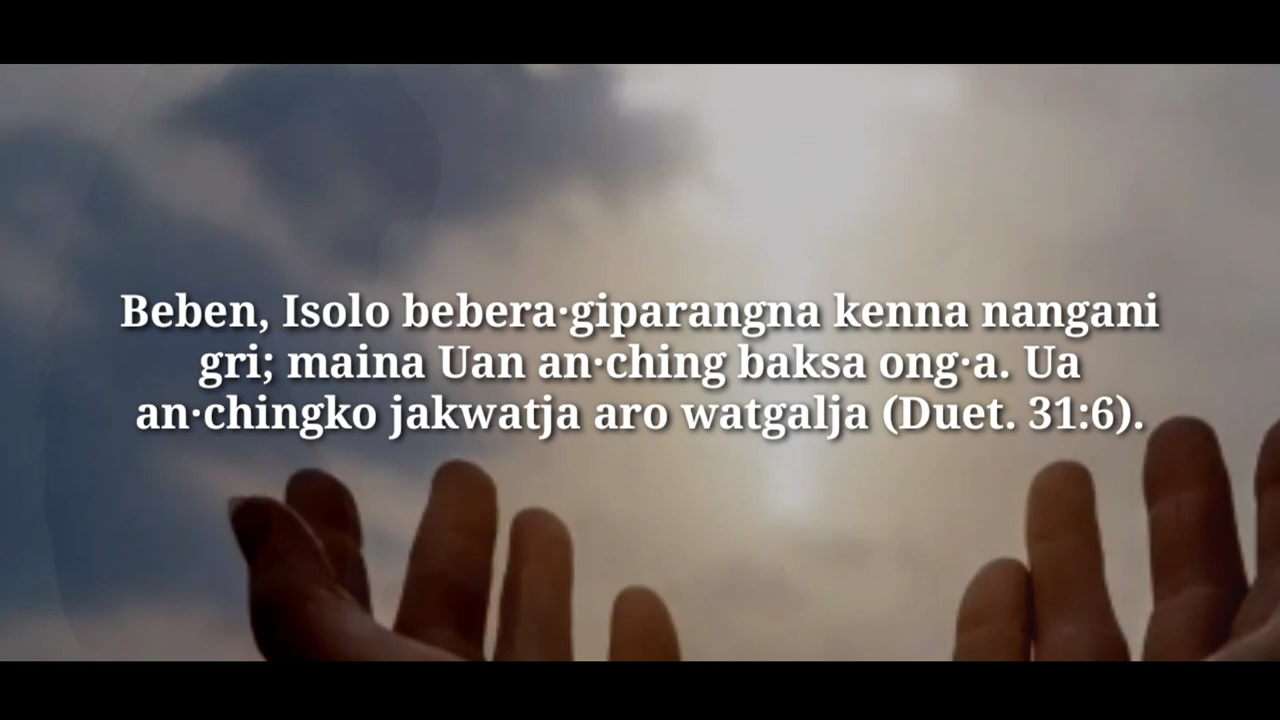 Beben, Isolo bebera·giparangna kenna nangani
gri; maina Uan an·ching baksa ong·a. Ua
an·chingko jakwatja aro watgalja (Duet. 31:6).